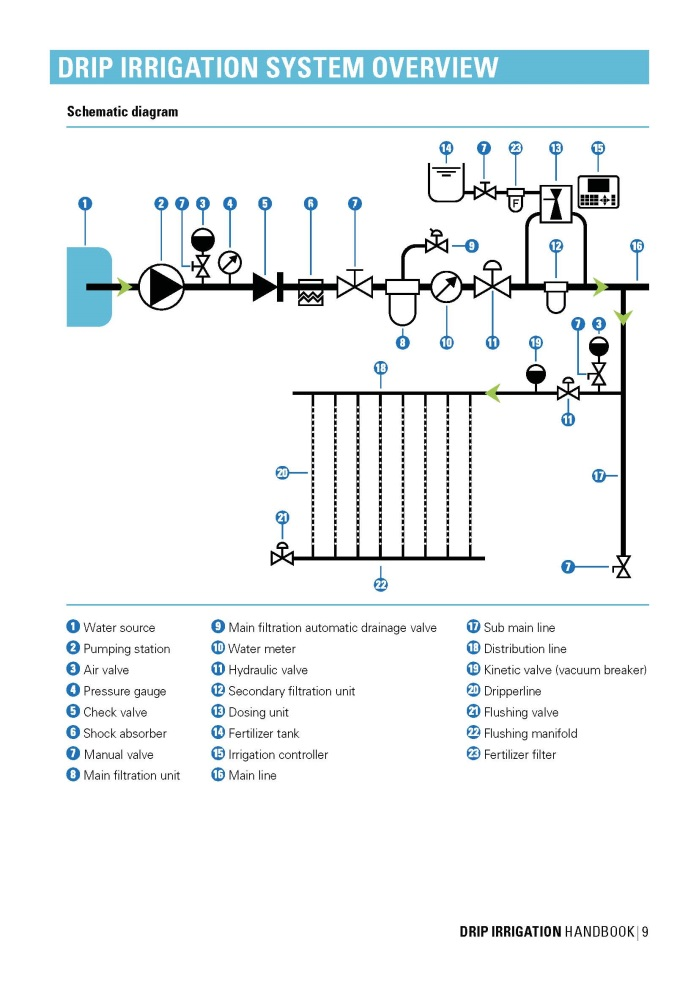 DRIP IRRIGATION SYSTEM OVERVIEW
Schematic diagram
14 7 23 13 15
1 2 7 3 4 5 6 7
F
9 12 16
8 10 11
7 3
19
18
11
20
17
21
7
22
1 Water source
2 Pumping station
3 Air valve
4 Pressure gauge
5 Check valve
6 Shock absorber
7 Manual valve
8 Main filtration unit
9 Main filtration automatic drainage valve
10 Water meter
11 Hydraulic valve
12 Secondary filtration unit
13 Dosing unit
14 Fertilizer tank
15 Irrigation controller
16 Main line
17 Sub main line
18 Distribution line
19 Kinetic valve (vacuum breaker)
20 Dripperline
21 Flushing valve
22 Flushing manifold
23 Fertilizer filter
DRIP IRRIGATION HANDBOOK | 9